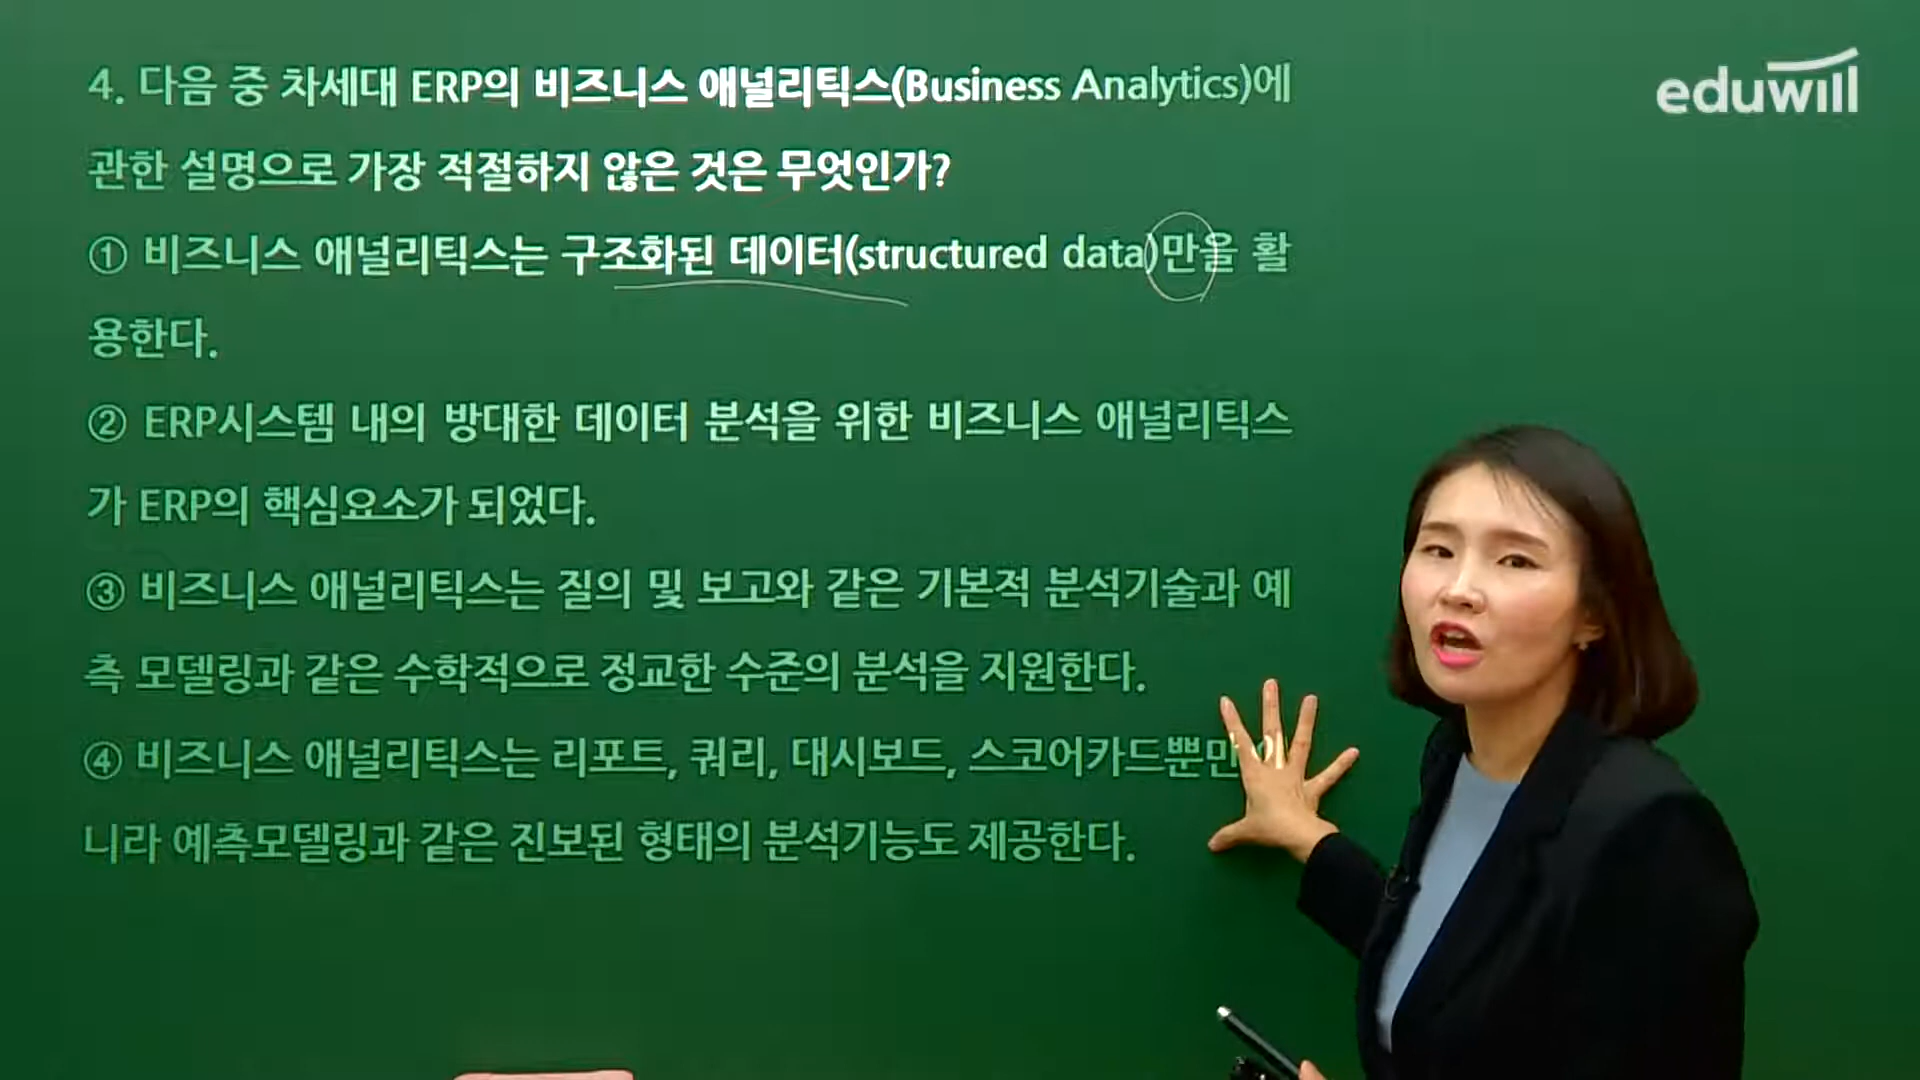 eduwill
4. 다음 중 차세대 ERP의 비즈니스 애널리틱스(Business Analytics)에
관한 설명으로 가장 적절하지 않은 것은 무엇인가?
① 비즈니스 애널리틱스는 구조화된 데이터(structured data)만을 활
용한다.
② ERP시스템 내의 방대한 데이터 분석을 위한 비즈니스 애널리틱스
가 ERP의 핵심요소가 되었다.
③ 비즈니스 애널리틱스는 질의 및 보고와 같은 기본적 분석기술과 예
측 모델링과 같은 수학적으로 정교한 수준의 분석을 지원한다.
④ 비즈니스 애널리틱스는 리포트, 쿼리, 대시보드, 스코어카드뿐만 아
니라 예측모델링과 같은 진보된 형태의 분석기능도 제공한다.